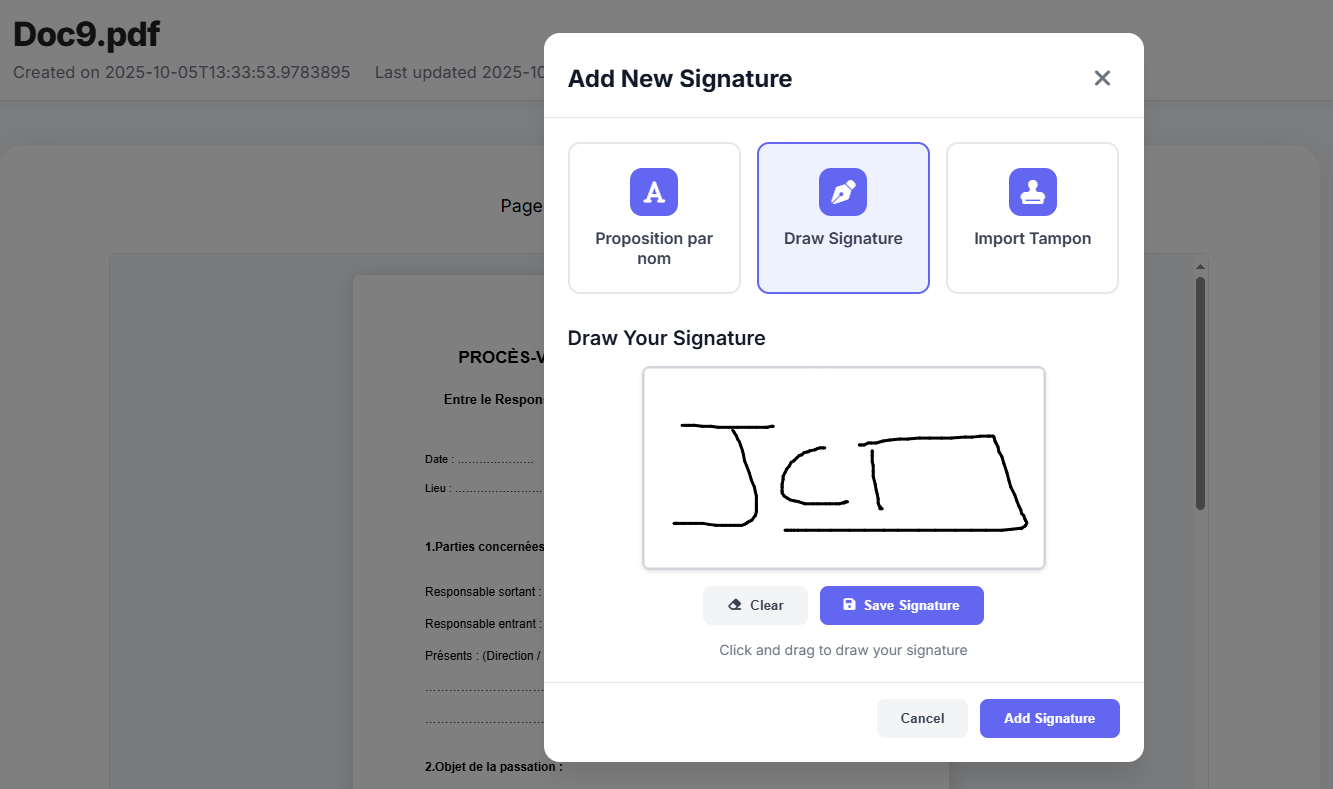 Doc9.pdf
Created on 2025-10-05T13:33:53.9783895 Last updated 2025-10
Add New Signature
Proposition par
nom
Draw Signature
Import Tampon
Page
Draw Your Signature
PROCÈS-V
Entre le Respons
Date : .....................
Lieu : ........................
1.Parties concernées
Responsable sortant :
Responsable entrant :
Présents : (Direction /
.................................
.................................
2.Objet de la passation :
Clear
Save Signature
Click and drag to draw your signature
Cancel
Add Signature